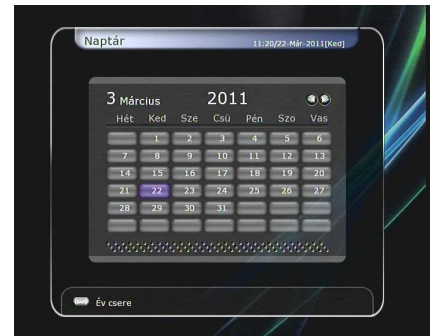 Naptár 11:20/22-Már-2011[Ked]
3 Március 2011
Hét Ked Sze Csü Pén Szo Vas
1 2 3 4 5 6
7 8 9 10 11 12 13
14 15 16 17 18 19 20
21 22 23 24 25 26 27
28 29 30 31
Év csere